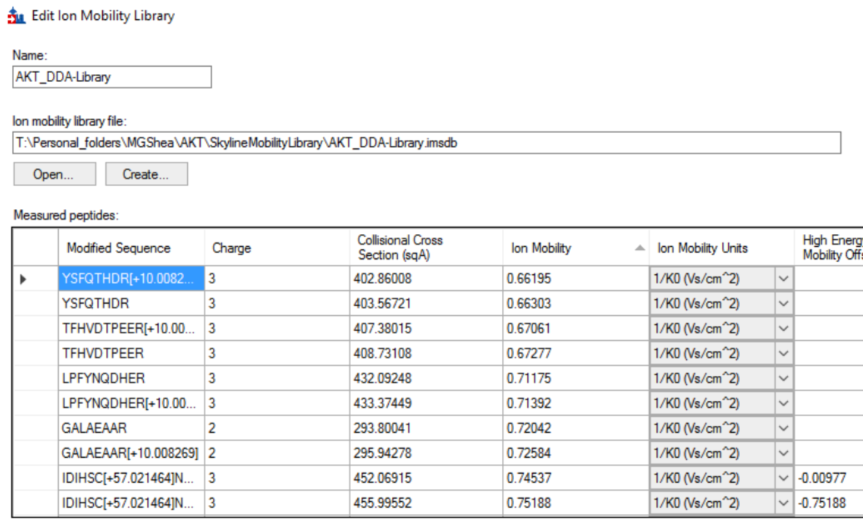 Edit Ion Mobility Library
Name:
AKT_DDA-Library
Ion mobility library file:
T:\Personal_folders\MGShea\AKT\SkylineMobilityLibrary\AKT_DDA-Library.imsdb
Open... Create...
Measured peptides:
Modified Sequence Charge Collisional Cross Section (sqA) Ion Mobility Ion Mobility Units High Energy Mobility Offs
YSFQTHDR[+10.0082... 3 402.86008 0.66195 1/K0 (Vs/cm^2)
YSFQTHDR 3 403.56721 0.66303 1/K0 (Vs/cm^2)
TFHVDTPEER[+10.00... 3 407.38015 0.67061 1/K0 (Vs/cm^2)
TFHVDTPEER 3 408.73108 0.67277 1/K0 (Vs/cm^2)
LPFYNQDHER 3 432.09248 0.71175 1/K0 (Vs/cm^2)
LPFYNQDHER[+10.00... 3 433.37449 0.71392 1/K0 (Vs/cm^2)
GALAEAAR 2 293.80041 0.72042 1/K0 (Vs/cm^2)
GALAEAAR[+10.008269] 2 295.94278 0.72584 1/K0 (Vs/cm^2)
IDIHSC[+57.021464]N... 3 452.06915 0.74537 1/K0 (Vs/cm^2) -0.00977
IDIHSC[+57.021464]N... 3 455.99552 0.75188 1/K0 (Vs/cm^2) -0.75188